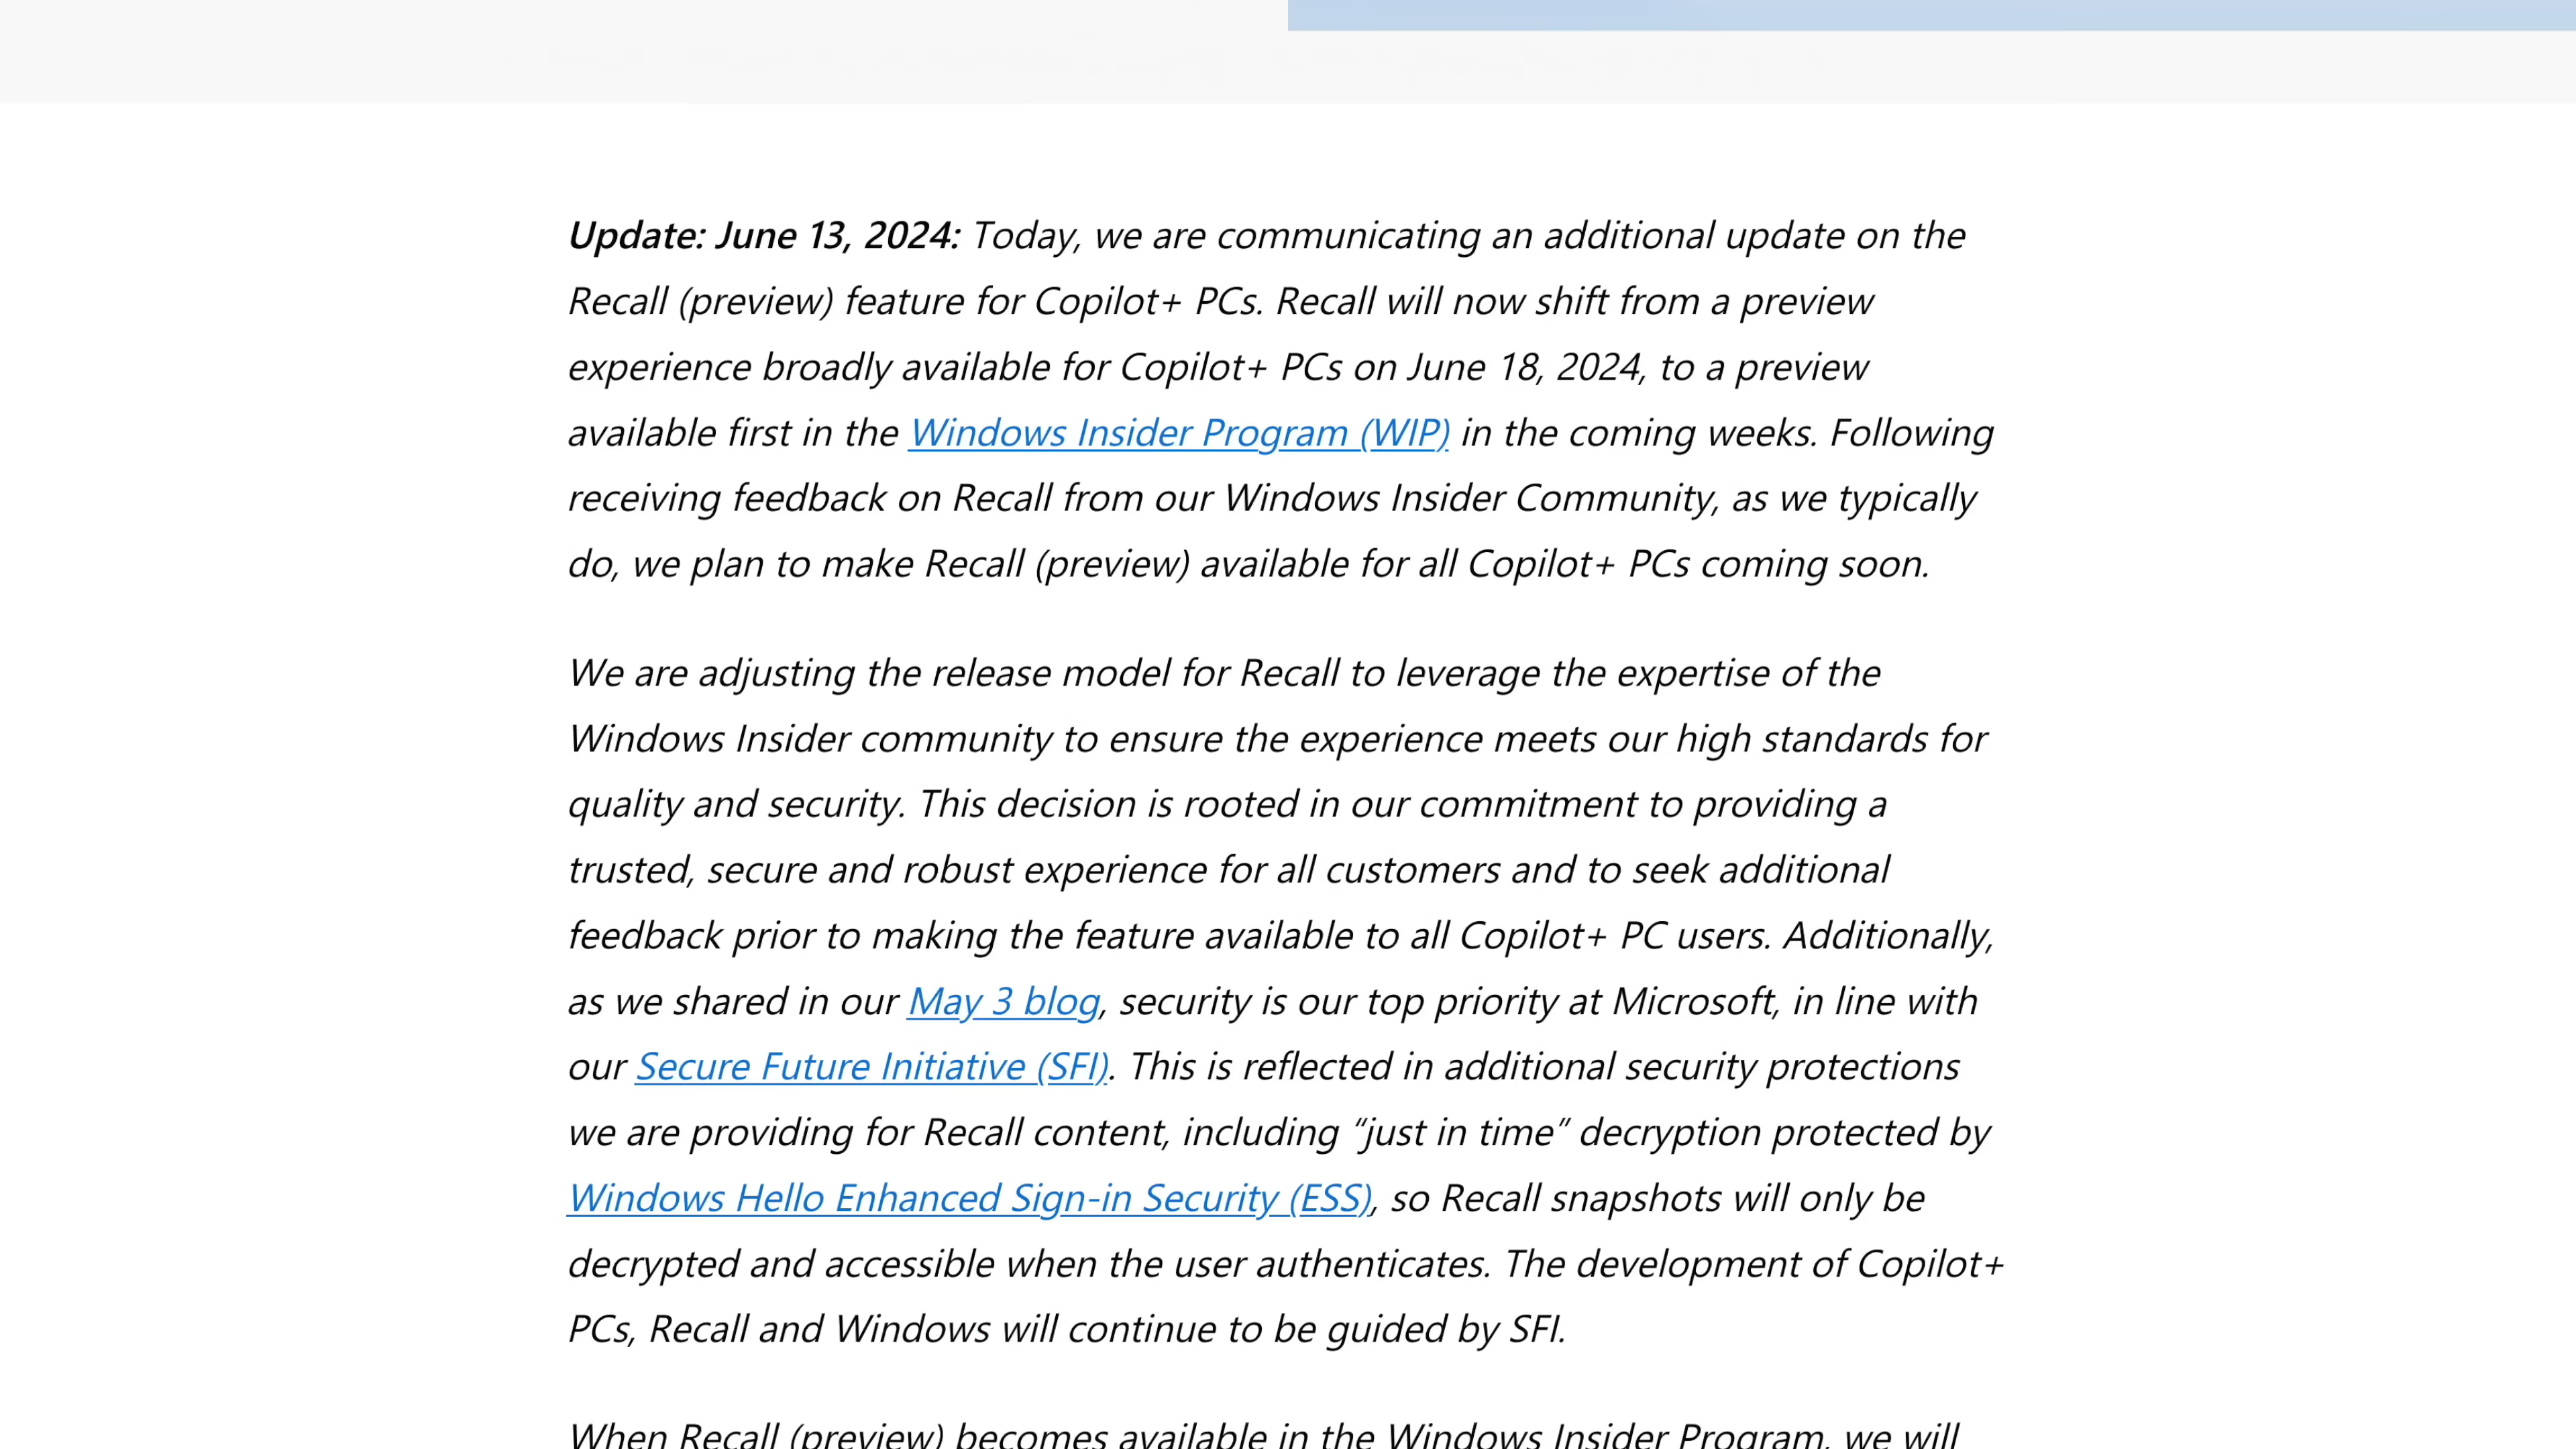 Update: June 13, 2024: Today, we are communicating an additional update on the
Recall (preview) feature for Copilot+ PCs. Recall will now shift from a preview
experience broadly available for Copilot+ PCs on June 18, 2024, to a preview
available first in the Windows Insider Program (WIP) in the coming weeks. Following
receiving feedback on Recall from our Windows Insider Community, as we typically
do, we plan to make Recall (preview) available for all Copilot+ PCs coming soon.
We are adjusting the release model for Recall to leverage the expertise of the
Windows Insider community to ensure the experience meets our high standards for
quality and security. This decision is rooted in our commitment to providing a
trusted, secure and robust experience for all customers and to seek additional
feedback prior to making the feature available to all Copilot+ PC users. Additionally,
as we shared in our May 3 blog, security is our top priority at Microsoft, in line with
our Secure Future Initiative (SFI). This is reflected in additional security protections
we are providing for Recall content, including “just in time” decryption protected by
Windows Hello Enhanced Sign-in Security (ESS), so Recall snapshots will only be
decrypted and accessible when the user authenticates. The development of Copilot+
PCs, Recall and Windows will continue to be guided by SFI.
When Recall (preview) becomes available in the Windows Insider Program, we will